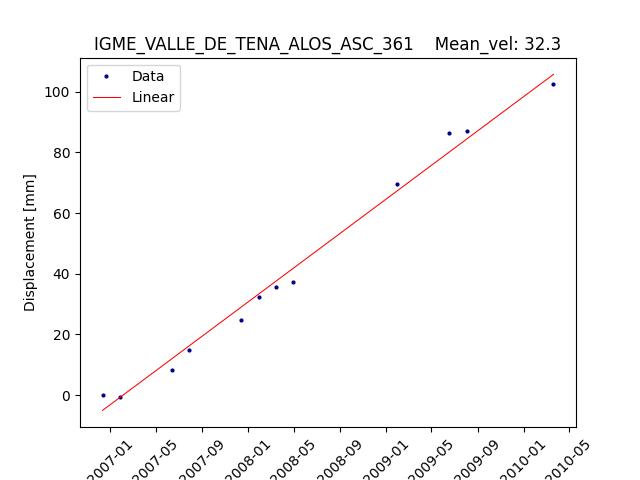 IGME_VALLE_DE_TENA_ALOS_ASC_361 Mean_vel: 32.3
Data
Linear
Displacement [mm]
100
80
60
40
20
0
2007-01 2007-05 2007-09 2008-01 2008-05 2008-09 2009-01 2009-05 2009-09 2010-01 2010-05